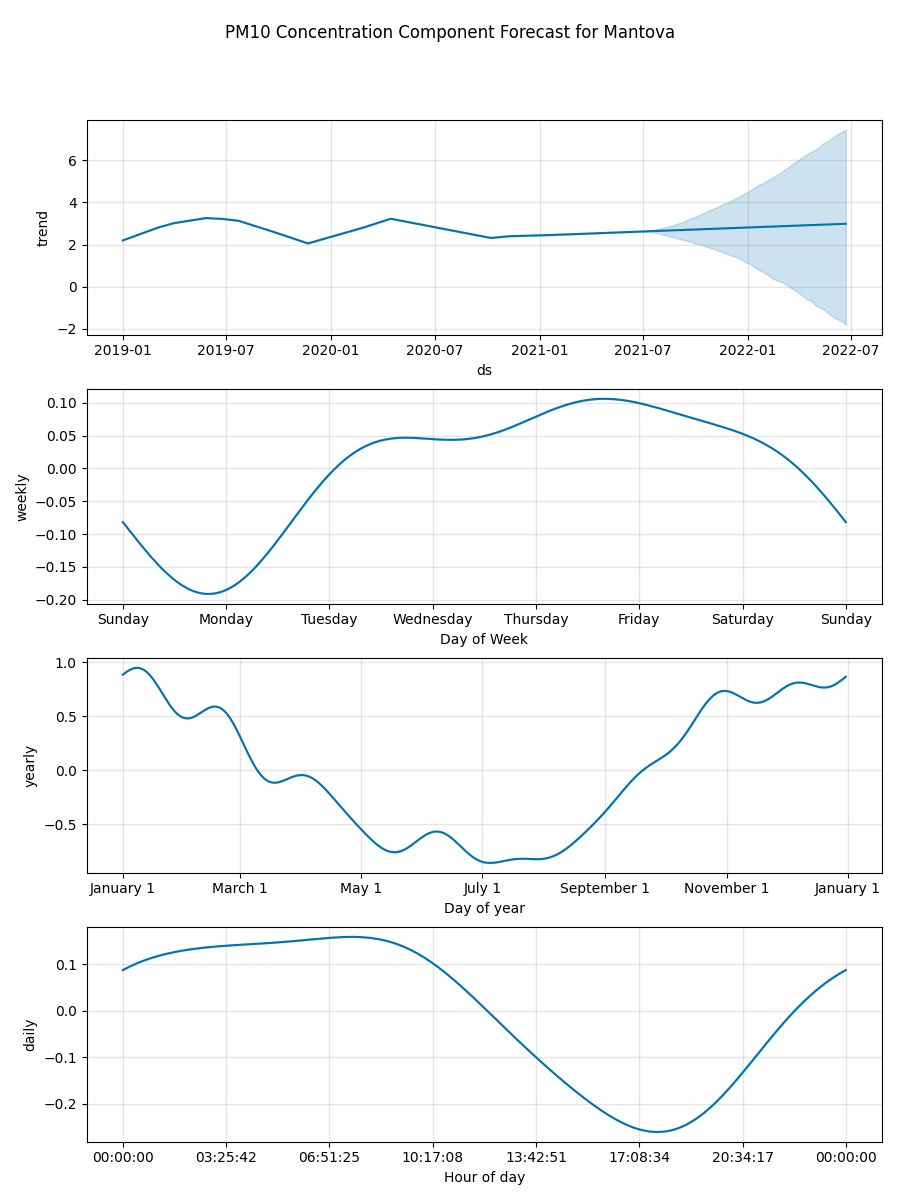 PM10 Concentration Component Forecast for Mantova
6
4
2
0
−2
trend
2019-01 2019-07 2020-01 2020-07 2021-01 2021-07 2022-01 2022-07
ds
0.10
0.05
0.00
−0.05
−0.10
−0.15
−0.20
weekly
Sunday Monday Tuesday Wednesday Thursday Friday Saturday Sunday
Day of Week
1.0
0.5
0.0
−0.5
yearly
January 1 March 1 May 1 July 1 September 1 November 1 January 1
Day of year
0.1
0.0
−0.1
−0.2
daily
00:00:00 03:25:42 06:51:25 10:17:08 13:42:51 17:08:34 20:34:17 00:00:00
Hour of day